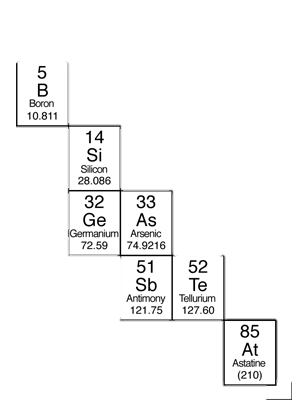 5
B
Boron
10.811
14
Si
Silicon
28.086
32
Ge
Germanium
72.59
33
As
Arsenic
74.9216
51
Sb
Antimony
121.75
52
Te
Tellurium
127.60
85
At
Astatine
(210)